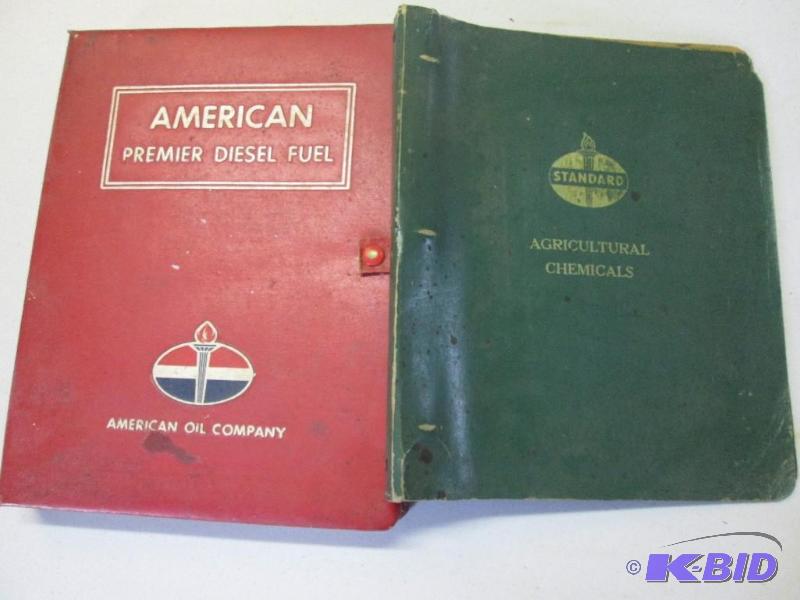 AMERICAN
PREMIER DIESEL FUEL
AMERICAN OIL COMPANY
STANDARD
AGRICULTURAL
CHEMICALS
© K-BID